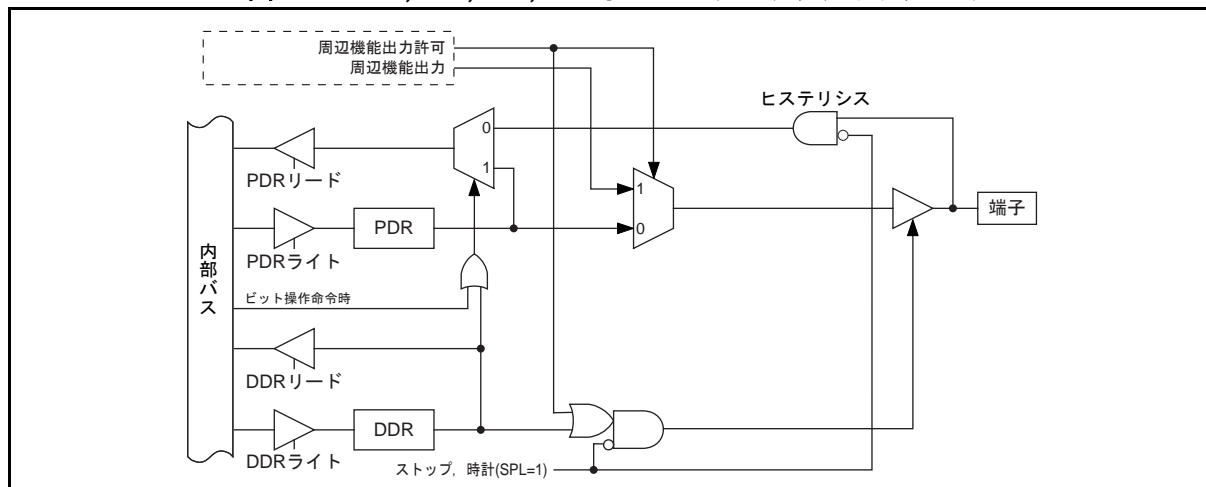 周辺機能出力許可
周辺機能出力
ヒステリシス
0
1
PDRリード
1
0
端子
PDR
PDRライト
内部バス
ビット操作命令時
DDRリード
DDR
DDRライト
ストップ, 時計(SPL=1)